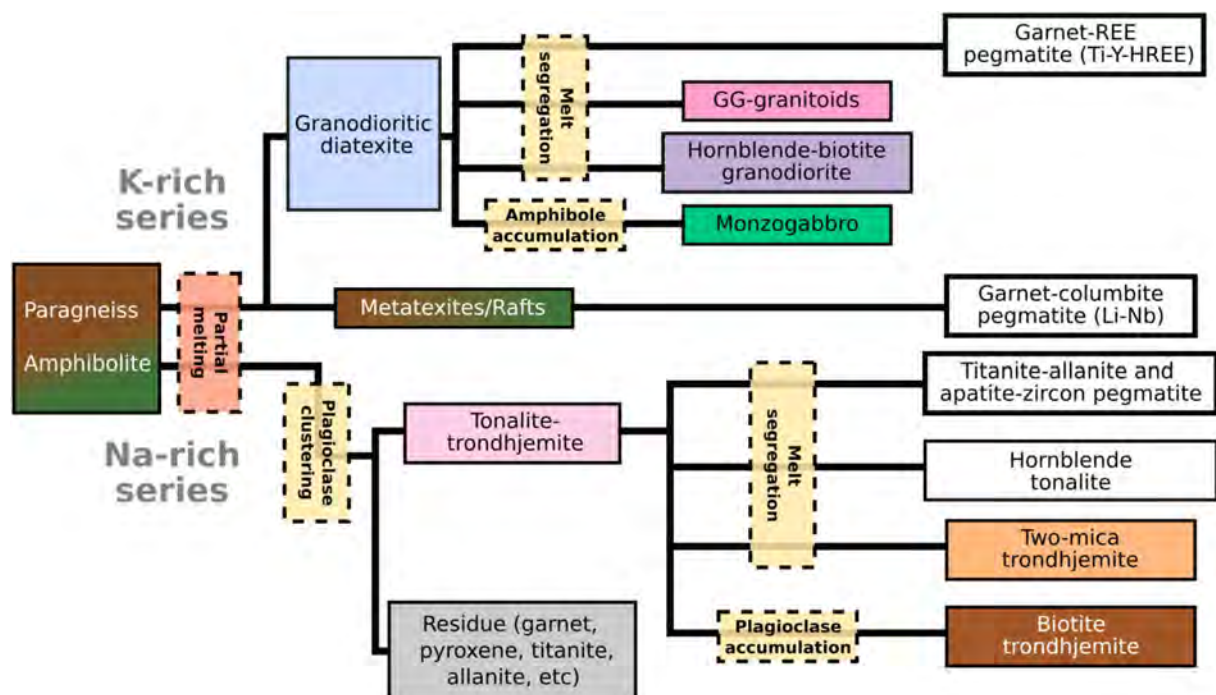 Garnet-REE
pegmatite (Ti-Y-HREE)
Melt
segregation
Granodioritic
diatexite
GG-granitoids
Hornblende-biotite
granodiorite
K-rich
series
Amphibole
accumulation
Monzogabbro
Paragneiss
Amphibolite
Partial
melting
Metatexites/Rafts
Garnet-columbite
pegmatite (Li-Nb)
Na-rich
series
Plagioclase
clustering
Tonalite-
trondhjemite
Melt
segregation
Titanite-allanite and
apatite-zircon pegmatite
Hornblende
tonalite
Two-mica
trondhjemite
Residue (garnet,
pyroxene, titanite,
allanite, etc)
Plagioclase
accumulation
Biotite
trondhjemite